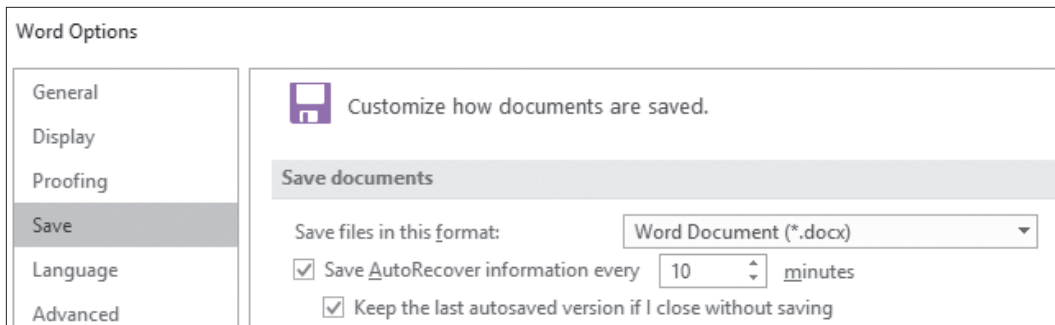 Word Options
General
Display
Proofing
Save
Language
Advanced
Customize how documents are saved.
Save documents
Save files in this format: Word Document (*.docx)
Save AutoRecover information every 10 minutes
Keep the last autosaved version if I close without saving